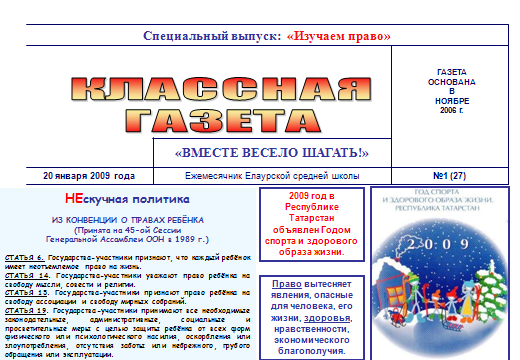 Специальный выпуск: «Изучаем право»
КЛАССНАЯ
ГАЗЕТА
ГАЗЕТА
ОСНОВАНА
В
НОЯБРЕ
2006 г.
«ВМЕСТЕ ВЕСЕЛО ШАГАТЬ!»
20 января 2009 года
Ежемесячник Елаурской средней школы
№1 (27)
НЕскучная политика
ИЗ КОНВЕНЦИИ О ПРАВАХ РЕБЁНКА
(Принята на 45-ой Сессии
Генеральной Ассамблеи ООН в 1989 г.)
СТАТЬЯ 6. Государства-участники признают, что каждый ребёнок
имеет неотъемлемое право на жизнь.
СТАТЬЯ 14. Государства-участники уважают право ребёнка на
свободу мысли, совести и религии.
СТАТЬЯ 15. Государства-участники признают право ребёнка на
свободу ассоциации и свободу мирных собраний.
СТАТЬЯ 19. Государства-участники принимают все необходимые
законодательные, административные, социальные и
просветительные меры с целью защиты ребёнка от всех форм
физического или психологического насилия, оскорбления или
злоупотребления, отсутствия заботы или небрежного, грубого
обращения или эксплуатации.
2009 год в
Республике
Татарстан
объявлен Годом
спорта и здорового
образа жизни.
Право вытесняет
явления, опасные
для человека, его
жизни, здоровья,
нравственности,
экономического
благополучия.
ГОД СПОРТА
И ЗДОРОВОГО ОБРАЗА ЖИЗНИ.
РЕСПУБЛИКА ТАТАРСТАН
2009